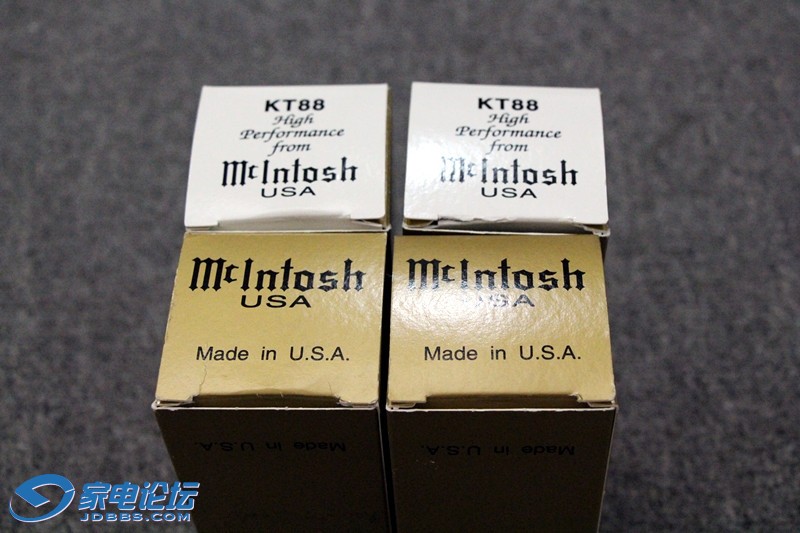 KT88
High
Performance
from
McIntosh
USA
KT88
High
Performance
from
McIntosh
USA
McIntosh
USA
Made in U.S.A.
McIntosh
USA
Made in U.S.A.
Made in U.S.A.
Made in U.S.A.
家电论坛
JDBBS.COM